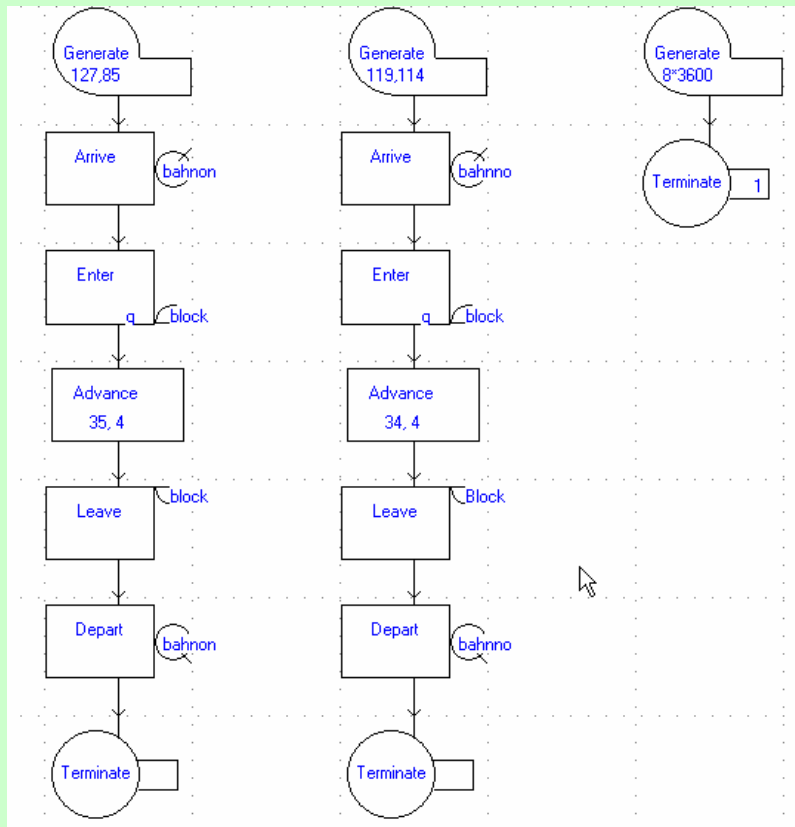 Generate
127,85
Arrive
bahnon
Enter
q
block
Advance
35, 4
Leave
block
Depart
bahnon
Terminate
Generate
119,114
Arrive
bahnno
Enter
q
block
Advance
34, 4
Leave
Block
Depart
bahnno
Terminate
Generate
8*3600
Terminate
1